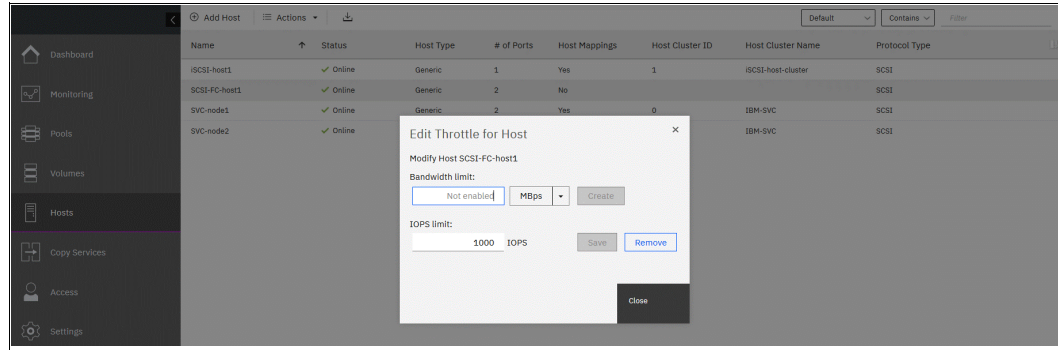 Add Host Actions Default Contains Filter
Name Status Host Type # of Ports Host Mappings Host Cluster ID Host Cluster Name Protocol Type
Dashboard
iSCSI-host1 Online Generic 1 Yes 1 iSCSI-host-cluster SCSI
SCSI-FC-host1 Online Generic 2 No SCSI
Monitoring
SVC-node1 Online Generic 2 Yes 0 IBM-SVC SCSI
SVC-node2 Online IBM-SVC SCSI
Pools
Edit Throttle for Host
Modify Host SCSI-FC-host1
Volumes
Bandwidth limit:
Not enabled MBps Create
Hosts
IOPS limit:
1000 IOPS Save Remove
Copy Services
Access
Close
Settings